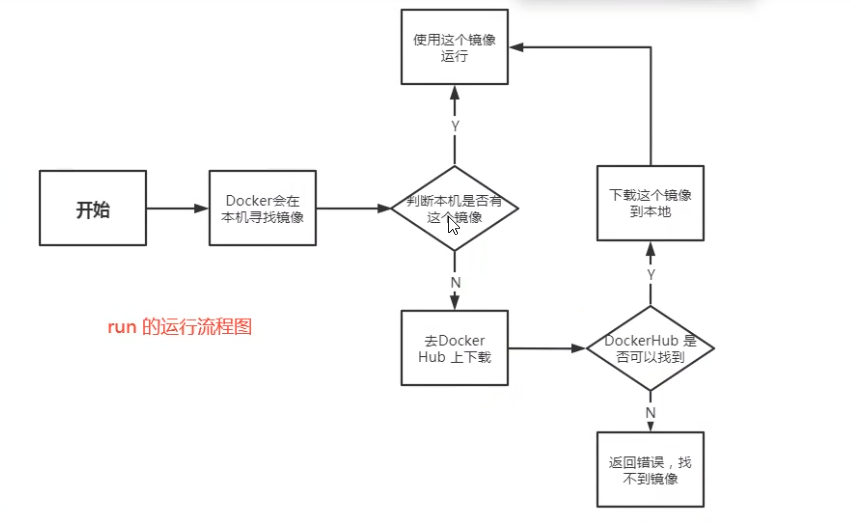 使用这个镜像
运行
Y
开始
Docker会在
本机寻找镜像
判断本机是否有
这个镜像
下载这个镜像
到本地
Y
N
run 的运行流程图
去Docker
Hub 上下载
DockerHub 是
否可以找到
N
返回错误，找
不到镜像